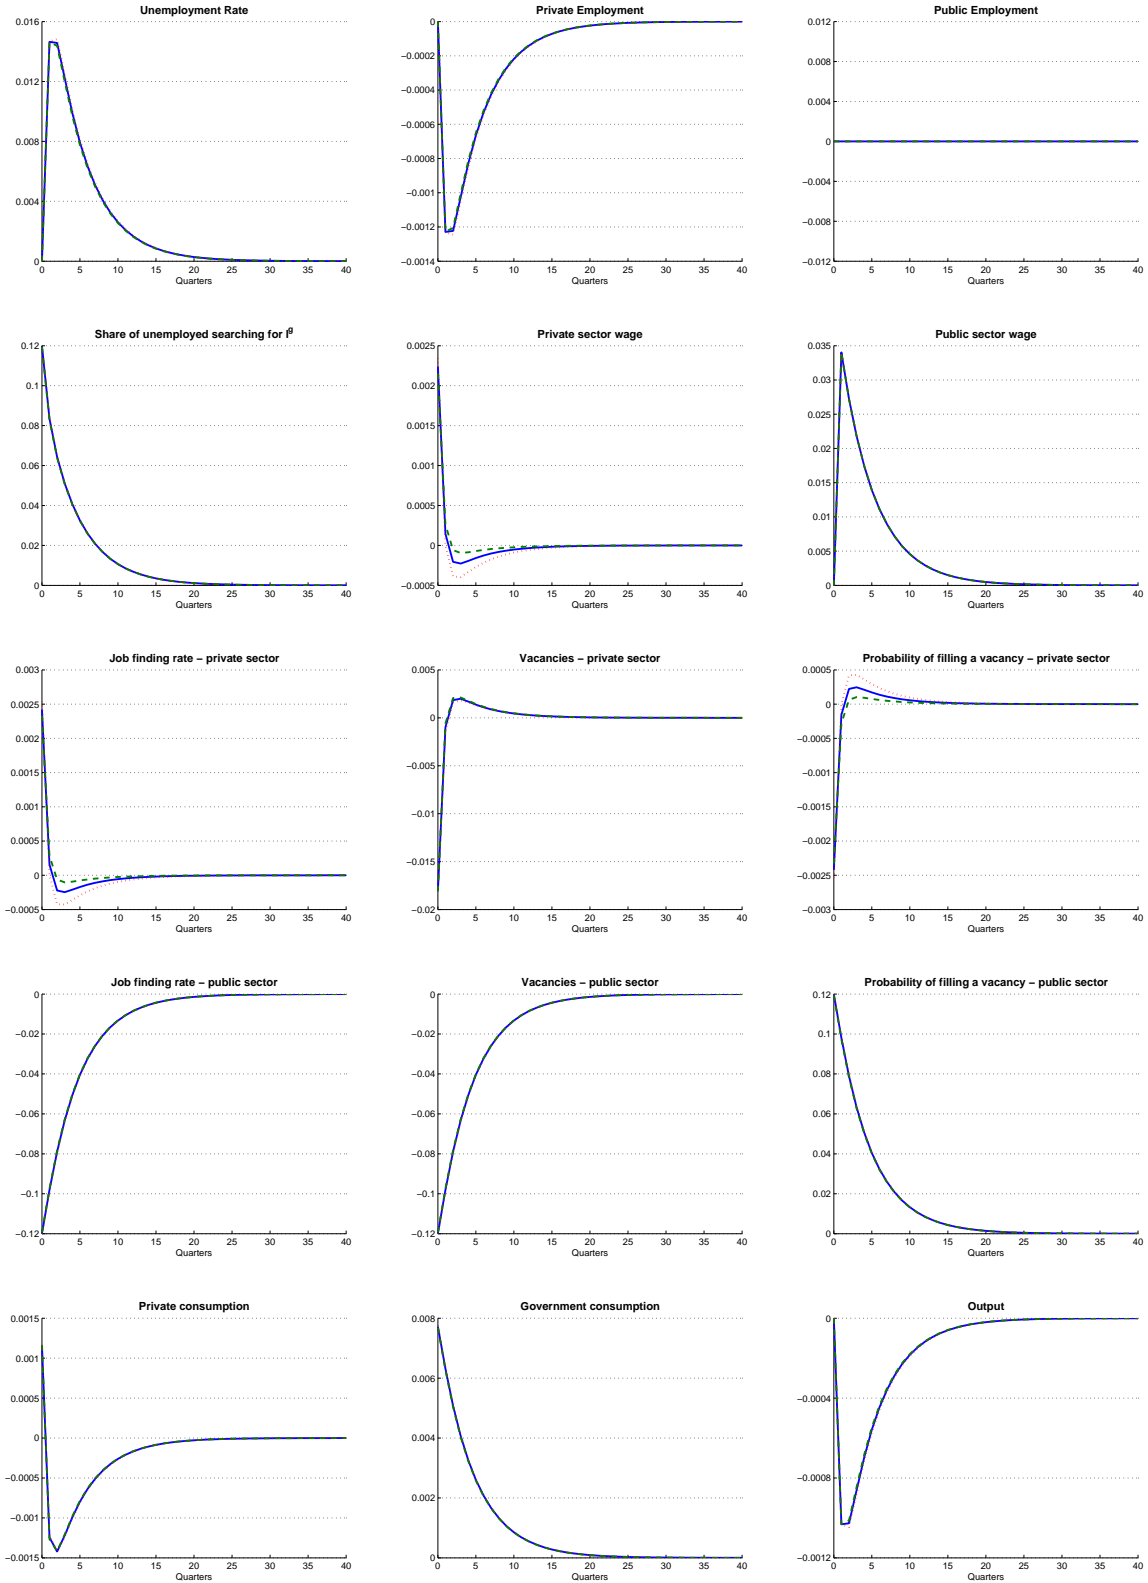 Unemployment Rate
0.016
0.012
0.008
0.004
0
0 5 10 15 20 25 30 35 40
Quarters
Private Employment
0
−0.0002
−0.0004
−0.0006
−0.0008
−0.001
−0.0012
−0.0014
0 5 10 15 20 25 30 35 40
Quarters
Public Employment
0.012
0.008
0.004
0
−0.004
−0.008
−0.012
0 5 10 15 20 25 30 35 40
Quarters
Share of unemployed searching for l^g
0.12
0.1
0.08
0.06
0.04
0.02
0
0 5 10 15 20 25 30 35 40
Quarters
Private sector wage
0.0025
0.002
0.0015
0.001
0.0005
0
−0.0005
0 5 10 15 20 25 30 35 40
Quarters
Public sector wage
0.035
0.03
0.025
0.02
0.015
0.01
0.005
0
0 5 10 15 20 25 30 35 40
Quarters
Job finding rate − private sector
0.003
0.0025
0.002
0.0015
0.001
0.0005
0
−0.0005
0 5 10 15 20 25 30 35 40
Quarters
Vacancies − private sector
0.005
0
−0.005
−0.01
−0.015
−0.02
0 5 10 15 20 25 30 35 40
Quarters
Probability of filling a vacancy − private sector
0.0005
0
−0.0005
−0.001
−0.0015
−0.002
−0.0025
−0.003
0 5 10 15 20 25 30 35 40
Quarters
Job finding rate − public sector
0
−0.02
−0.04
−0.06
−0.08
−0.1
−0.12
0 5 10 15 20 25 30 35 40
Quarters
Vacancies − public sector
0
−0.02
−0.04
−0.06
−0.08
−0.1
−0.12
0 5 10 15 20 25 30 35 40
Quarters
Probability of filling a vacancy − public sector
0.12
0.1
0.08
0.06
0.04
0.02
0
0 5 10 15 20 25 30 35 40
Quarters
Private consumption
0.0015
0.001
0.0005
0
−0.0005
−0.001
−0.0015
0 5 10 15 20 25 30 35 40
Quarters
Government consumption
0.008
0.006
0.004
0.002
0
0 5 10 15 20 25 30 35 40
Quarters
Output
0
−0.0004
−0.0008
−0.0012
0 5 10 15 20 25 30 35 40
Quarters